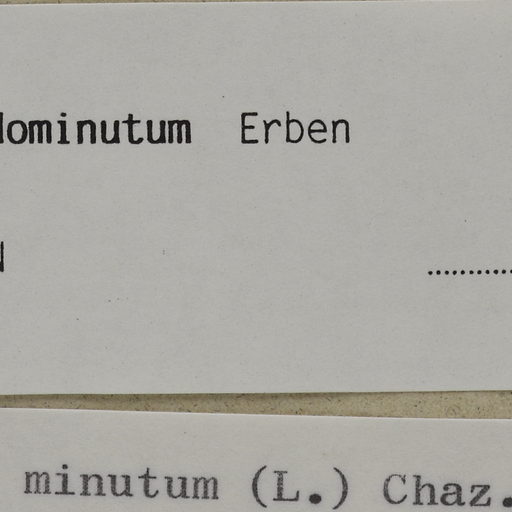 dominutum Erben
..........
minutum (L.) Chaz.